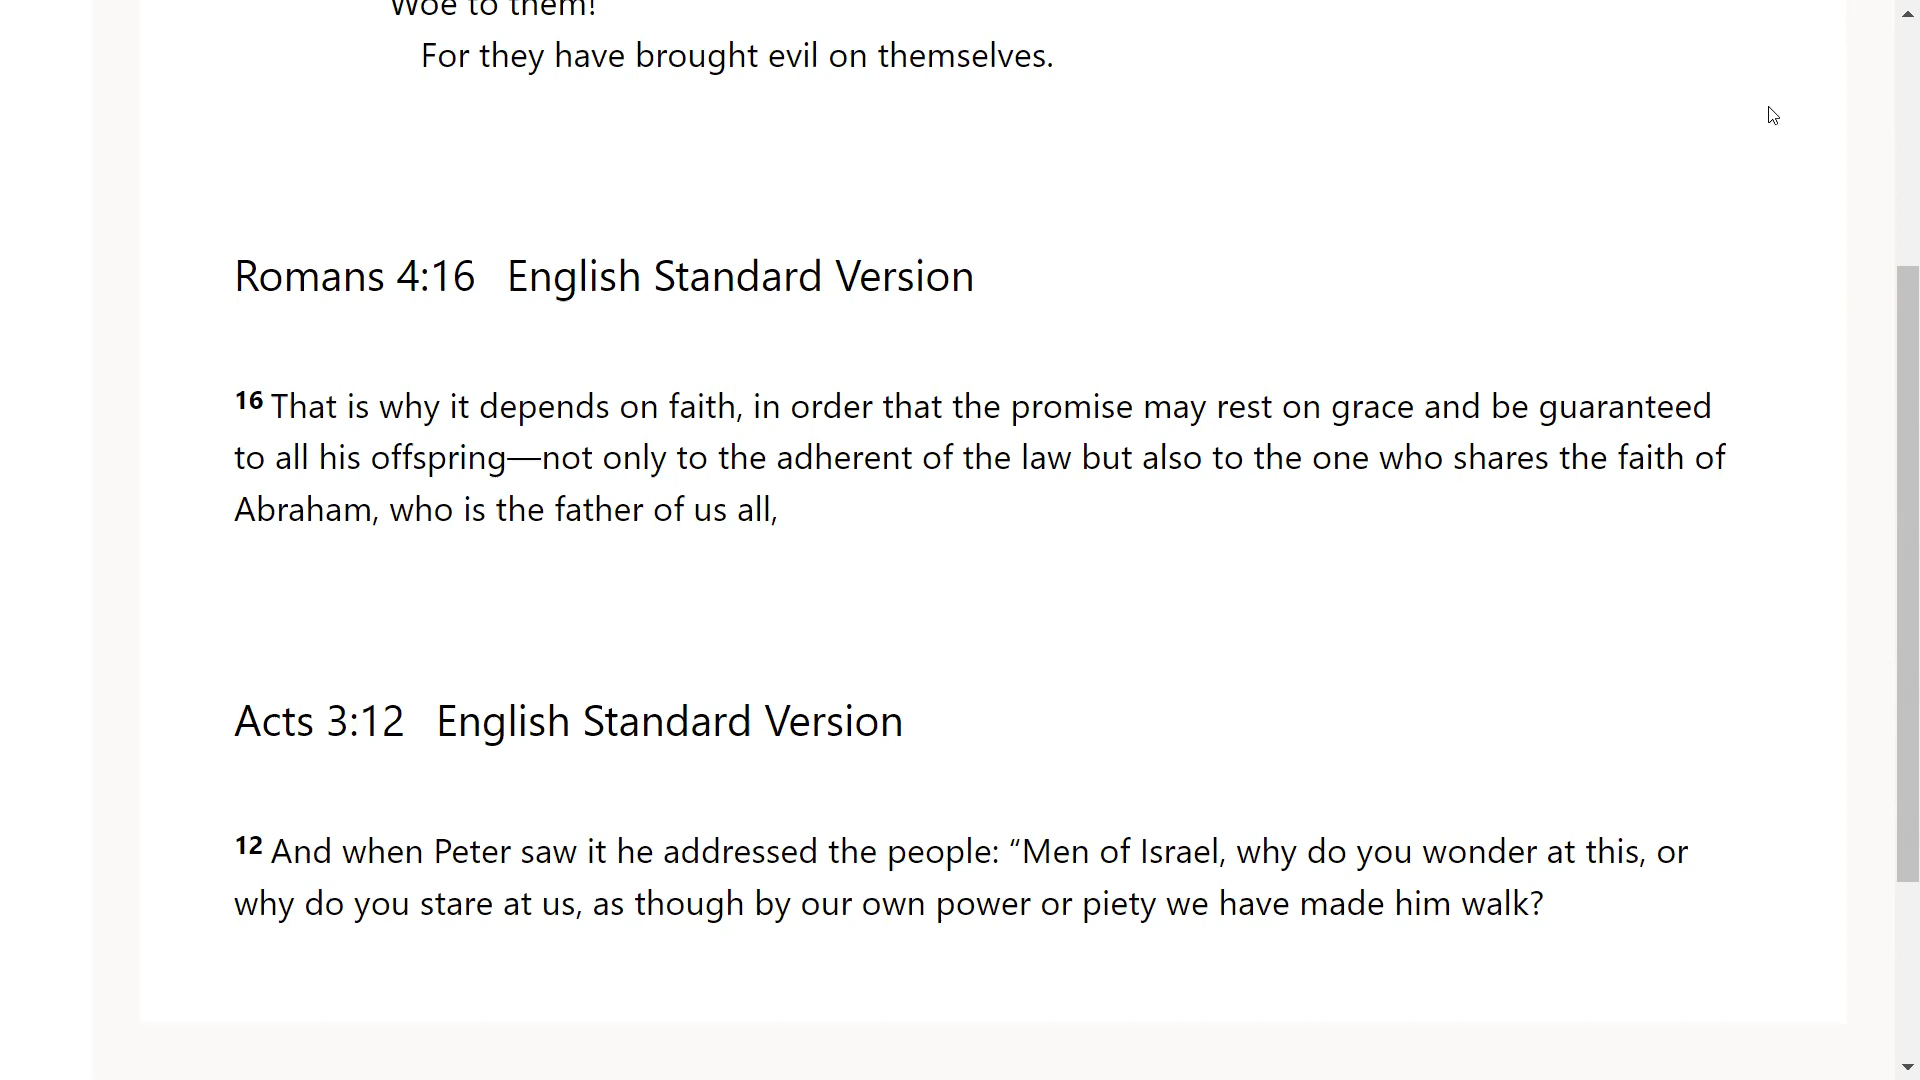 Woe to them!
For they have brought evil on themselves.
Romans 4:16 English Standard Version
16 That is why it depends on faith, in order that the promise may rest on grace and be guaranteed
to all his offspring—not only to the adherent of the law but also to the one who shares the faith of
Abraham, who is the father of us all,
Acts 3:12 English Standard Version
12 And when Peter saw it he addressed the people: “Men of Israel, why do you wonder at this, or
why do you stare at us, as though by our own power or piety we have made him walk?